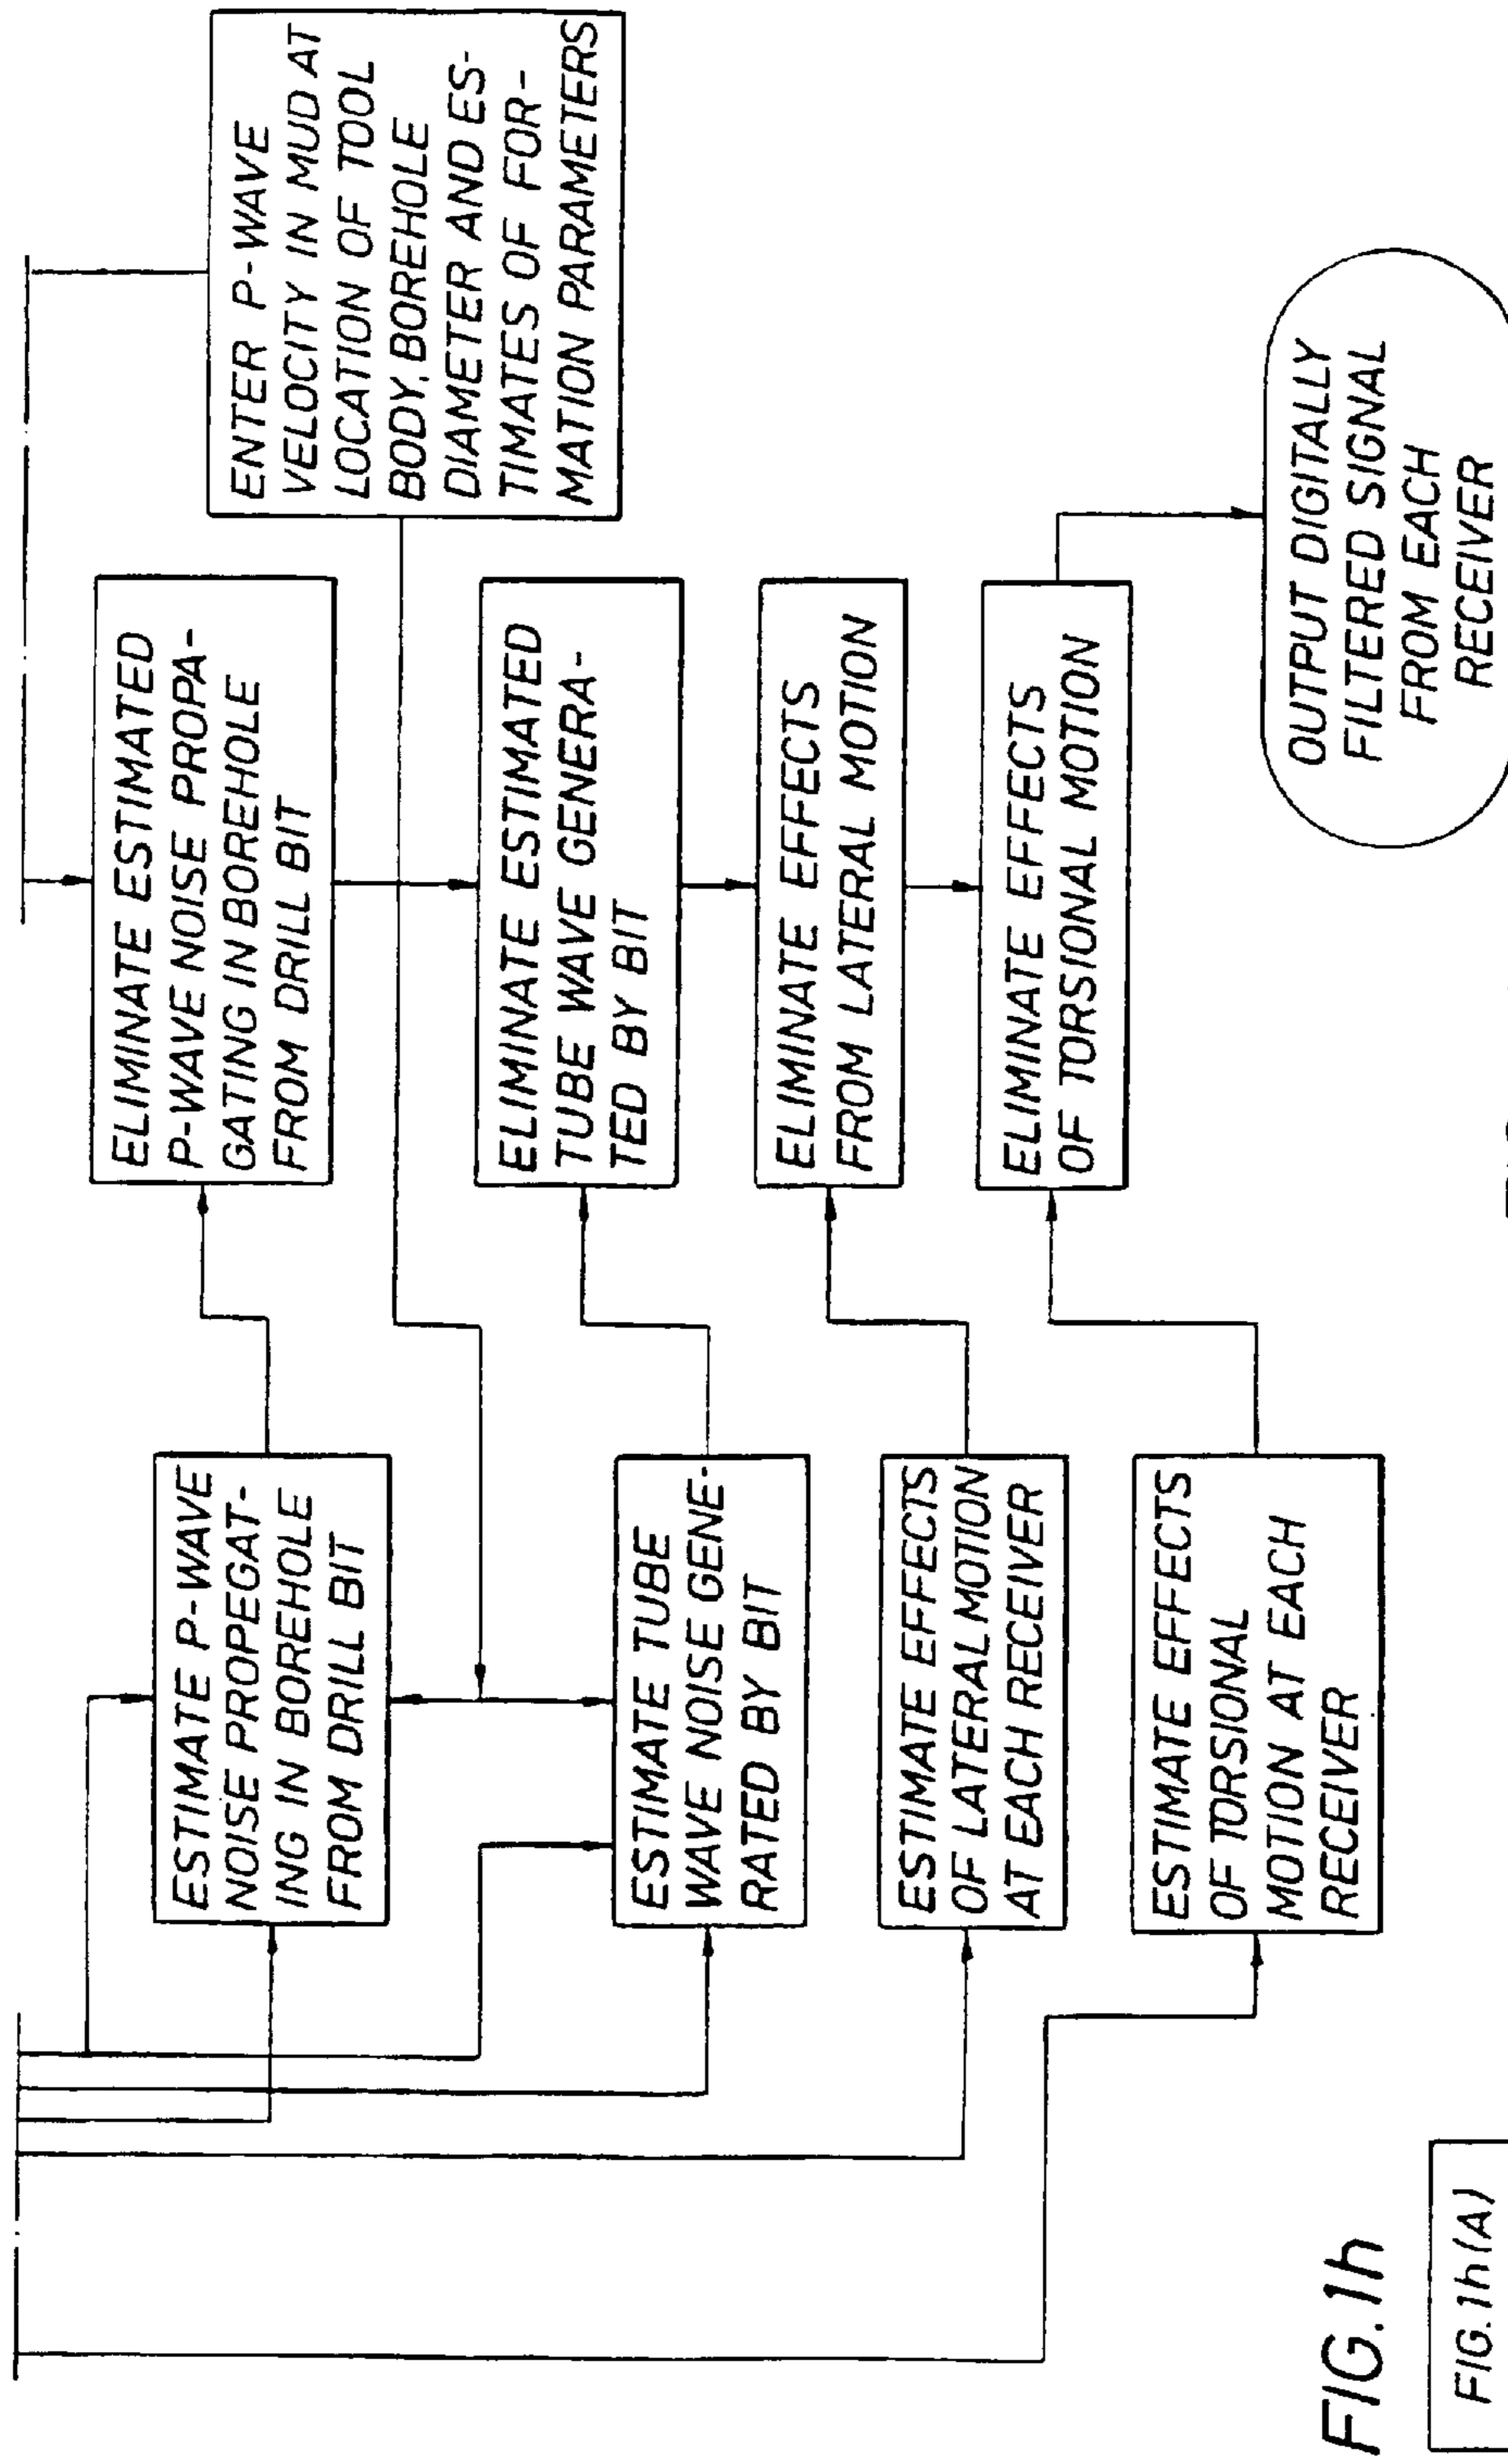 ESTIMATE P-WAVE
NOISE PROPEGAT-
ING IN BOREHOLE
FROM DRILL BIT
ELIMINATE ESTIMATED
P-WAVE NOISE PROPA-
GATING IN BOREHOLE
FROM DRILL BIT
ENTER P-WAVE
VELOCITY IN MUD AT
LOCATION OF TOOL
BODY, BOREHOLE
DIAMETER AND ES-
TIMATES OF FOR-
MATION PARAMETERS
ESTIMATE TUBE
WAVE NOISE GENE-
RATED BY BIT
ELIMINATE ESTIMATED
TUBE WAVE GENERA-
TED BY BIT
ESTIMATE EFFECTS
OF LATERAL MOTION
AT EACH RECEIVER
ELIMINATE EFFECTS
FROM LATERAL MOTION
ESTIMATE EFFECTS
OF TORSIONAL
MOTION AT EACH
RECEIVER
ELIMINATE EFFECTS
OF TORSIONAL MOTION
OUTPUT DIGITALLY
FILTERED SIGNAL
FROM EACH
RECEIVER
FIG.1h
FIG.1h(A)